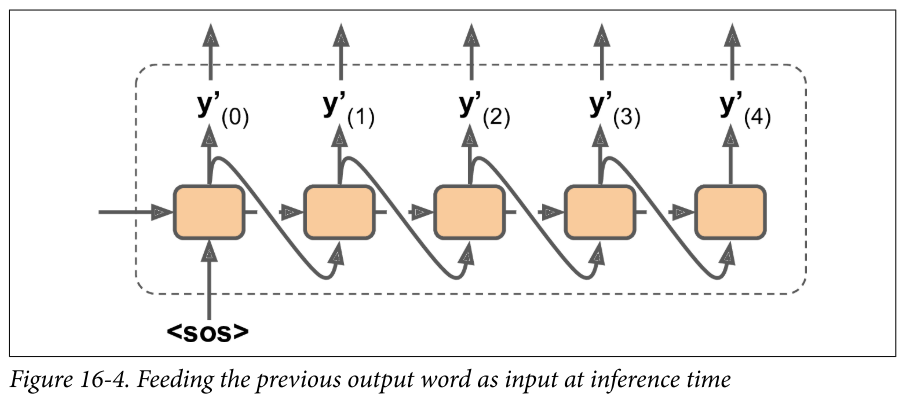 y’(0) y’(1) y’(2) y’(3) y’(4)
<sos>
Figure 16-4. Feeding the previous output word as input at inference time